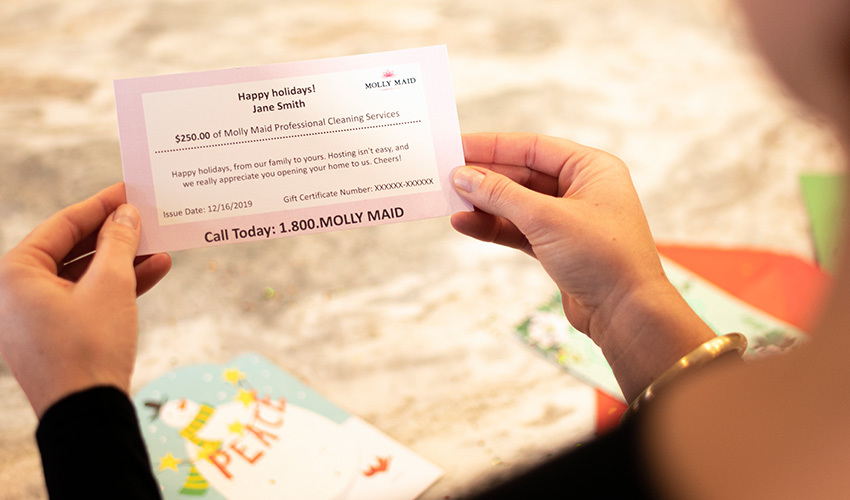 MOLLY MAID
Happy holidays!
Jane Smith
$250.00 of Molly Maid Professional Cleaning Services
Happy holidays, from our family to yours. Hosting isn't easy, and
we really appreciate you opening your home to us. Cheers!
Gift Certificate Number: XXXXXX-XXXXXX
Issue Date: 12/16/2019
Call Today: 1.800.MOLLY MAID
PEACE